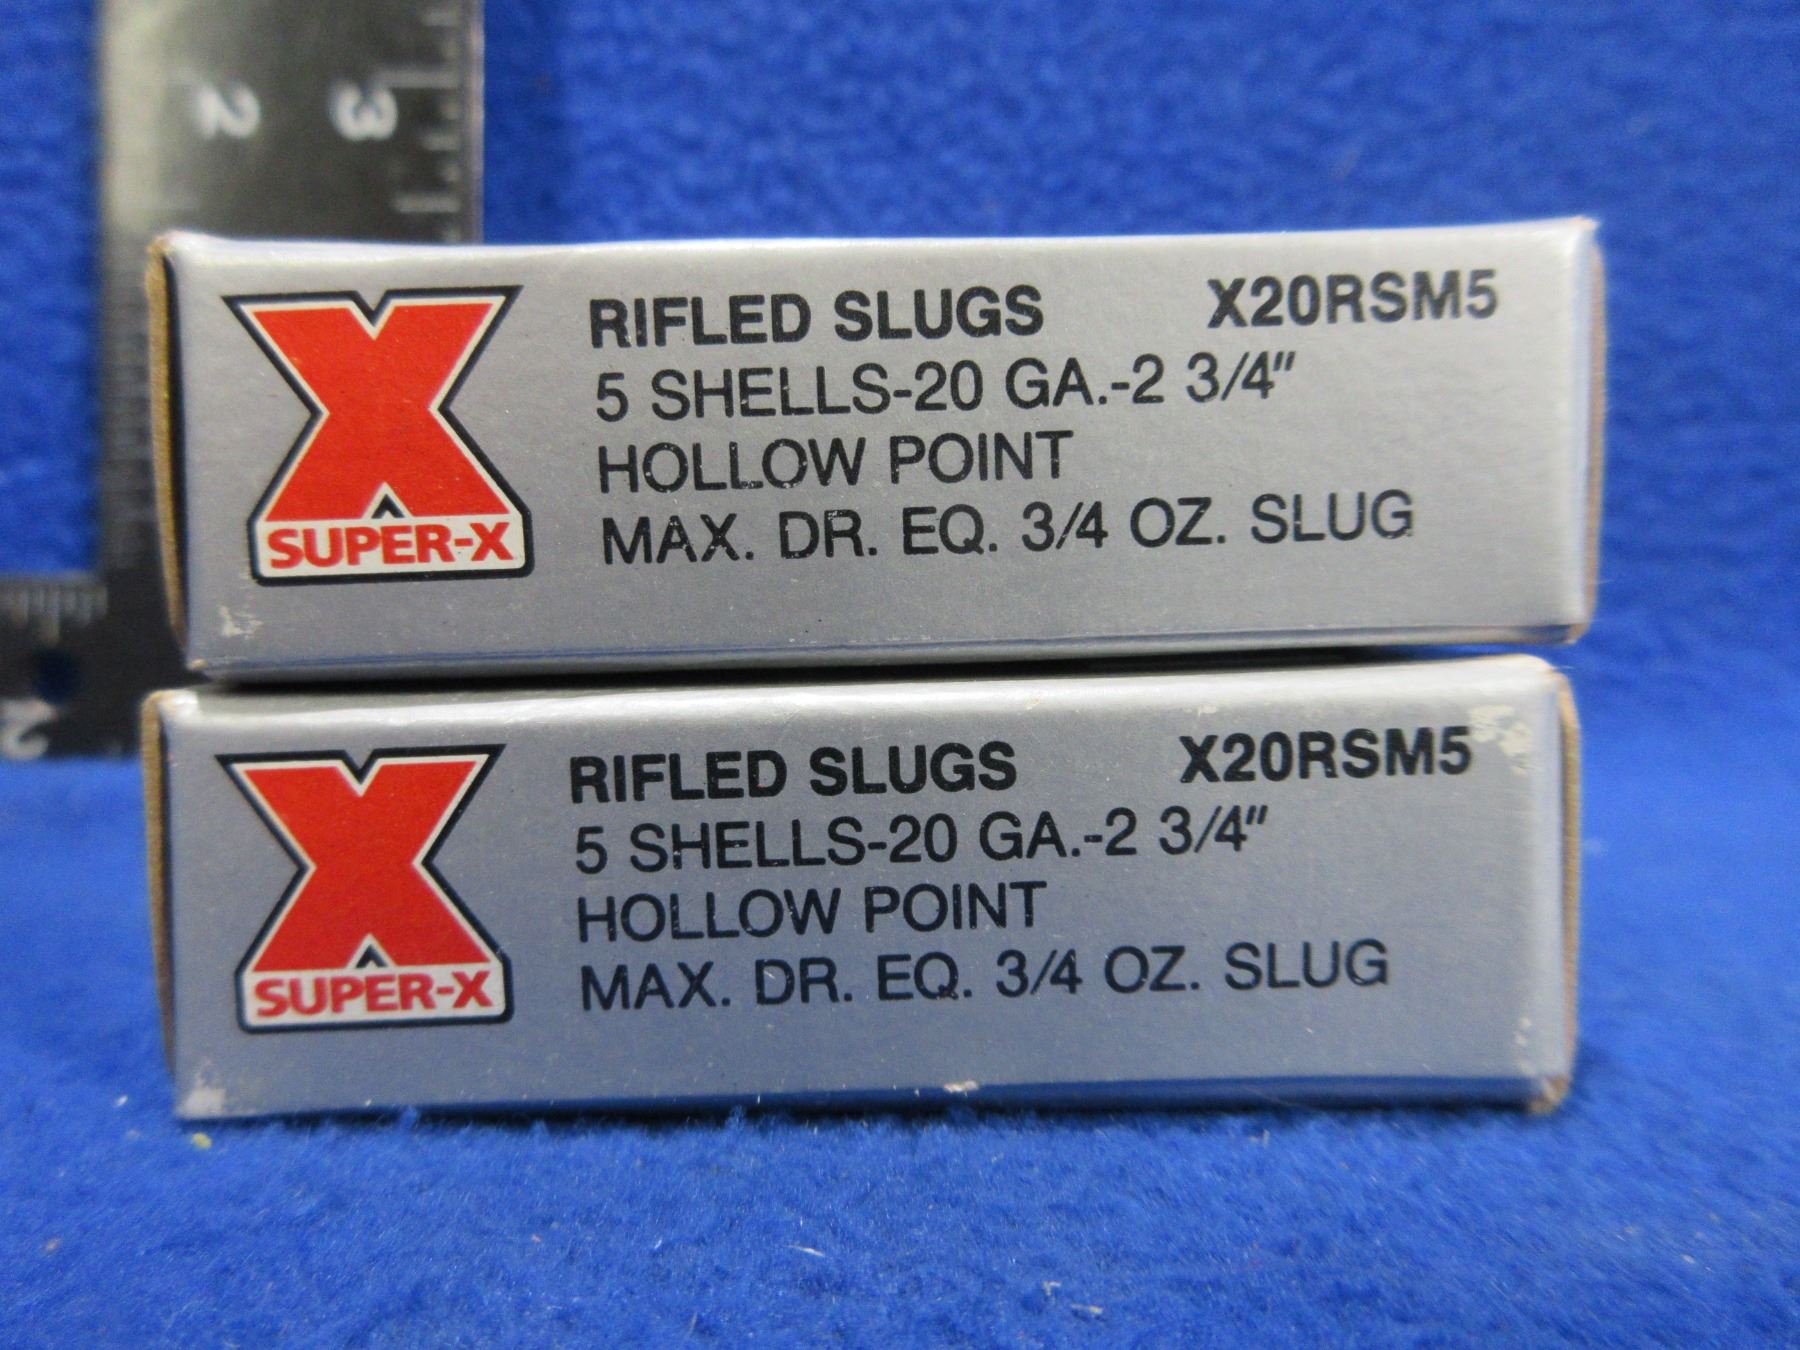 2 3
X SUPER-X
RIFLED SLUGS X20RSM5
5 SHELLS-20 GA.-2 3/4"
HOLLOW POINT
MAX. DR. EQ. 3/4 OZ. SLUG
2
X SUPER-X
RIFLED SLUGS X20RSM5
5 SHELLS-20 GA.-2 3/4"
HOLLOW POINT
MAX. DR. EQ. 3/4 OZ. SLUG